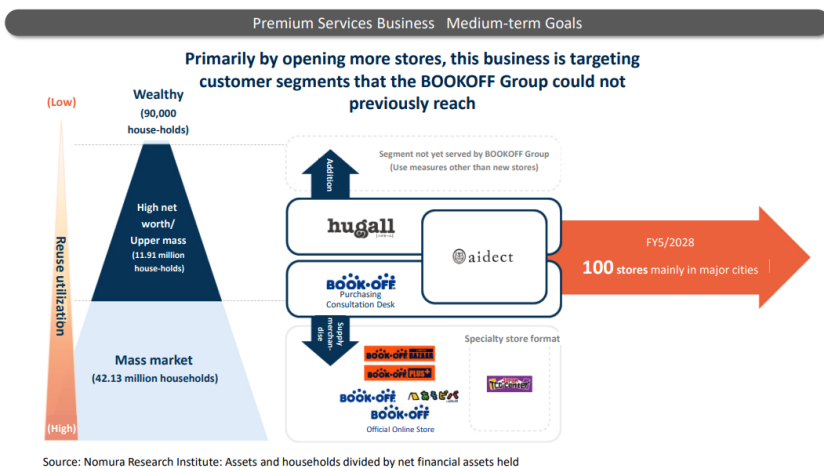 Premium Services Business Medium-term Goals
Primarily by opening more stores, this business is targeting
customer segments that the BOOKOFF Group could not
previously reach
(Low)
Reuse utilization
(High)
Wealthy
(90,000
house-holds)
High net
worth/
Upper mass
(11.91 million
house-holds)
Mass market
(42.13 million households)
Addition
Segment not yet served by BOOKOFF Group
(Use measures other than new stores)
hugall
aidect
BOOK·OFF
Purchasing
Consultation Desk
Supply
merchan-
dise
FY5/2028
100 stores mainly in major cities
Specialty store format
BOOK·OFF BAZAAR
BOOK·OFF PLUS+
BOOK·OFF
BOOK·OFF
Official Online Store
Source: Nomura Research Institute: Assets and households divided by net financial assets held